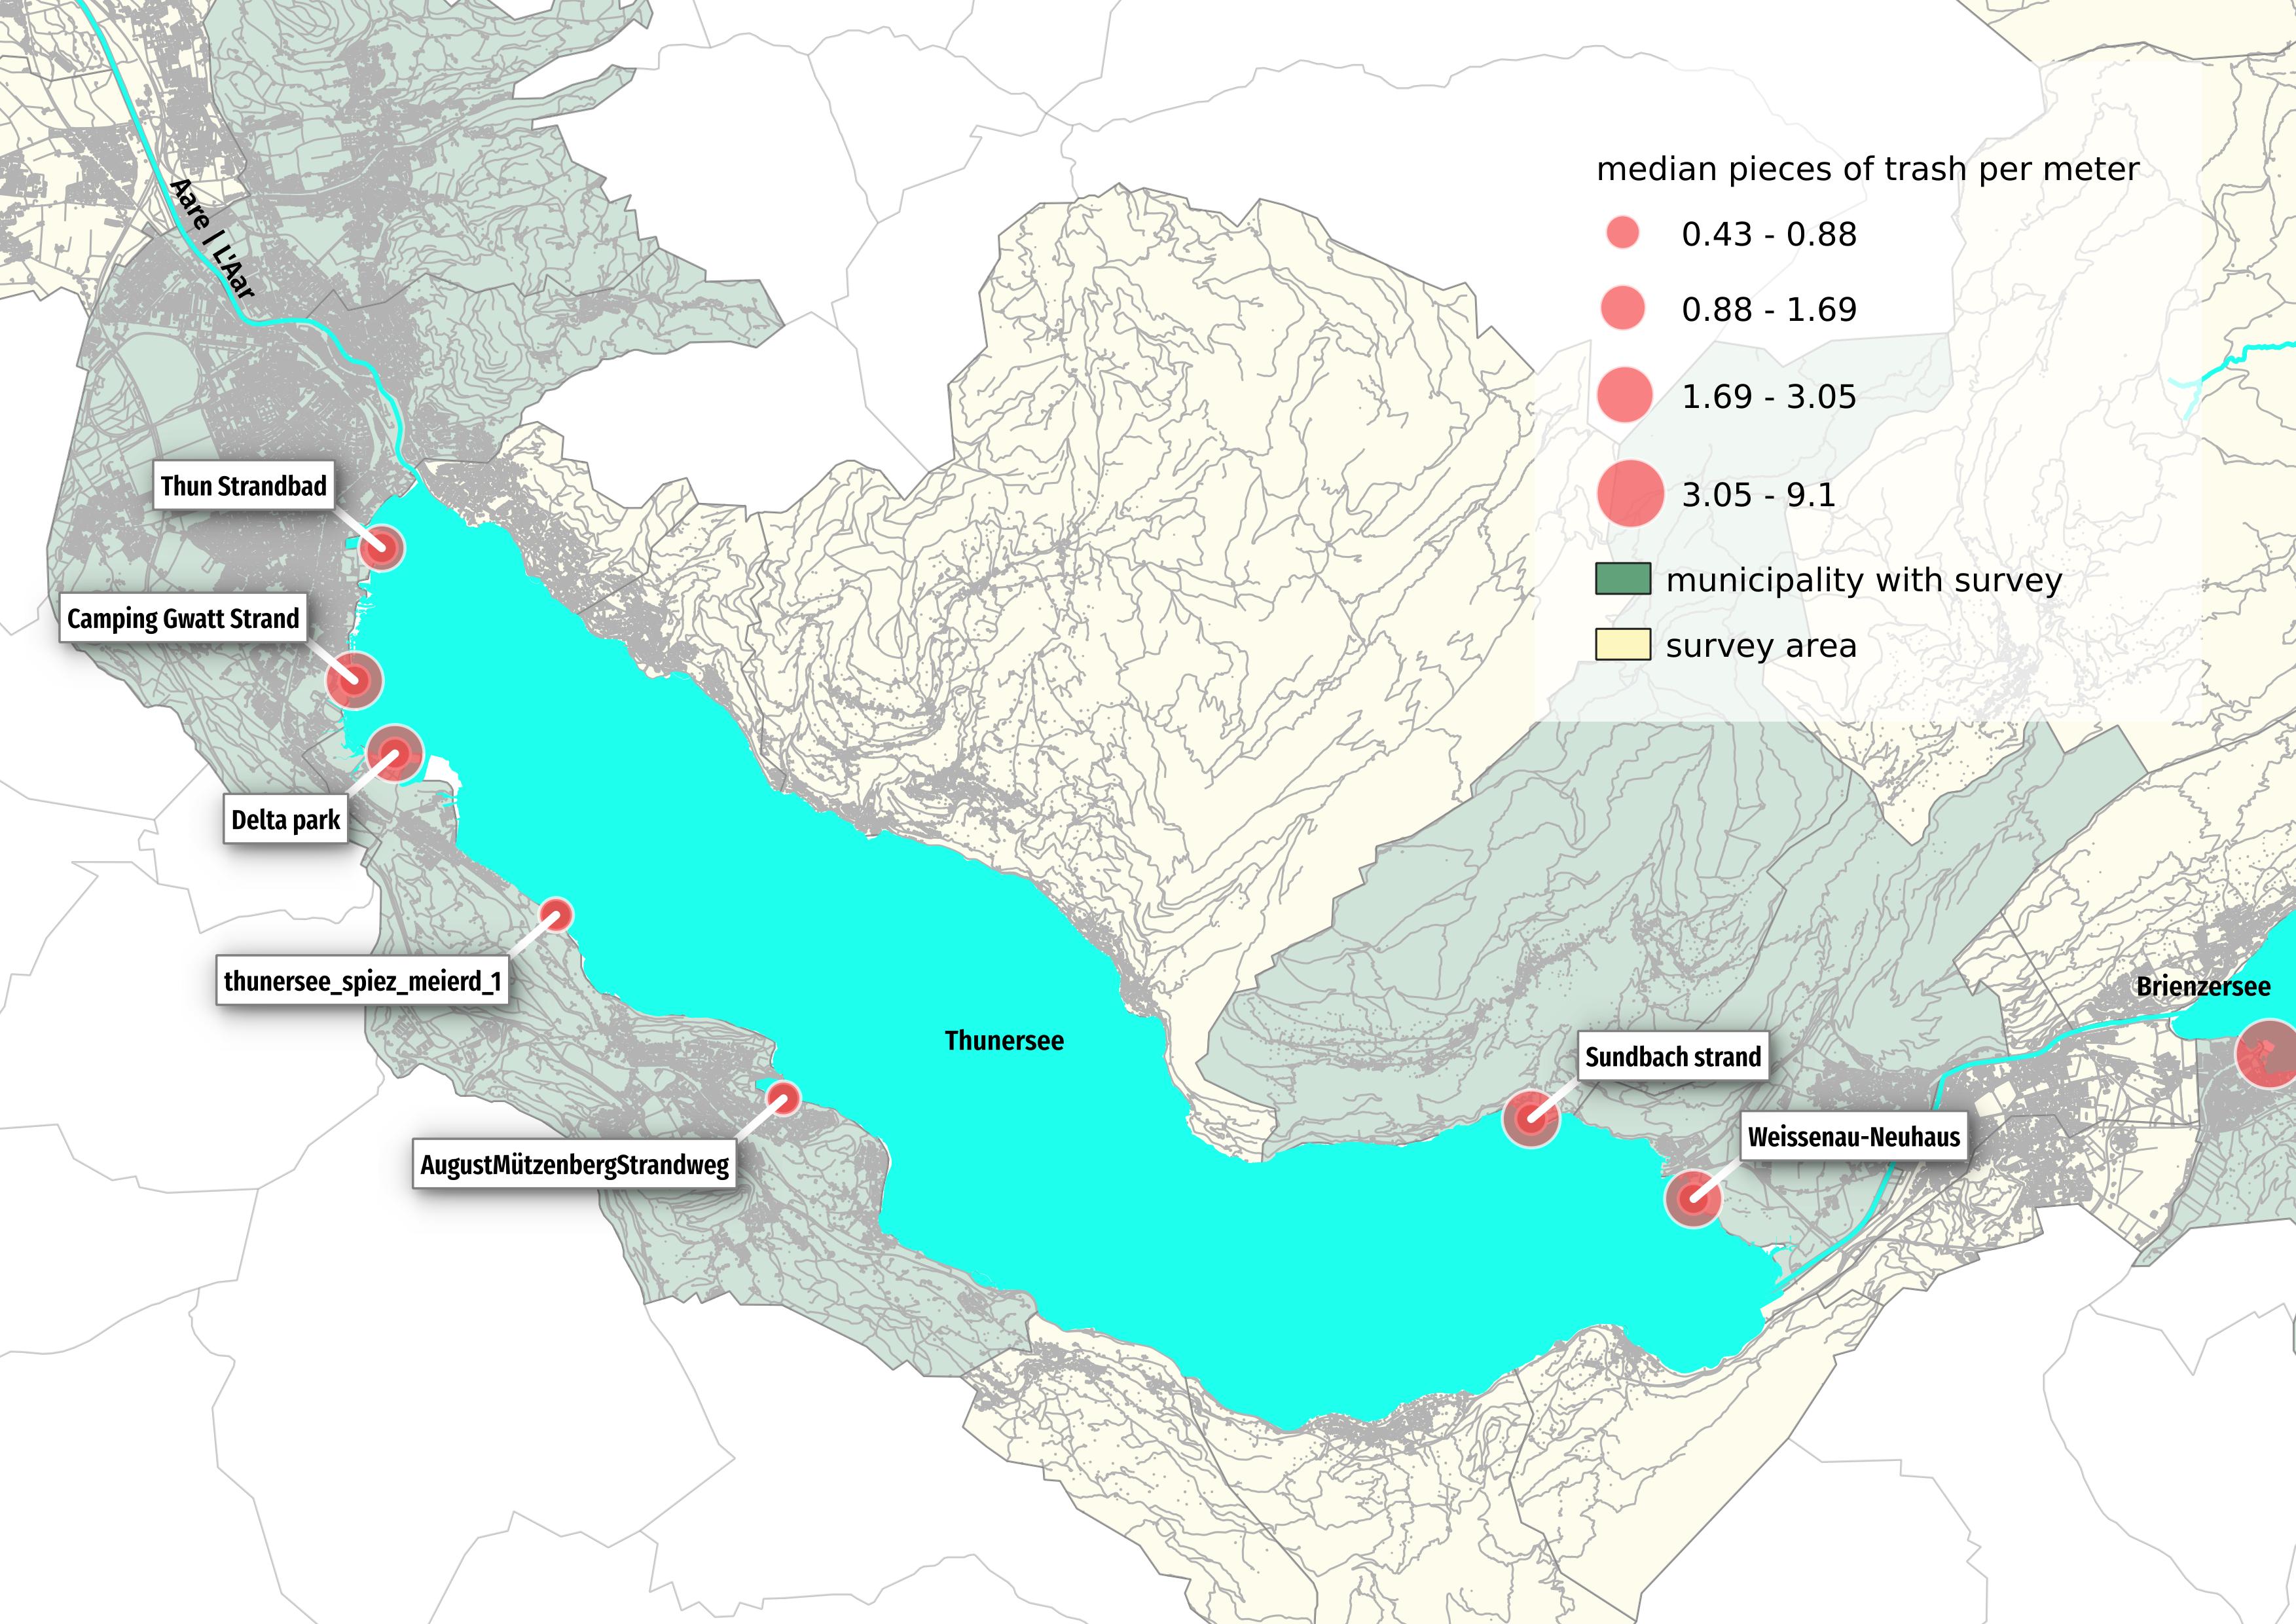 median pieces of trash per meter
0.43 - 0.88
0.88 - 1.69
1.69 - 3.05
3.05 - 9.1
municipality with survey
survey area
Aare | L'Aar
Thun Strandbad
Camping Gwatt Strand
Delta park
thunersee_spiez_meierd_1
Brienzersee
Thunersee
Sundbach strand
Weissenau-Neuhaus
AugustMützenbergStrandweg